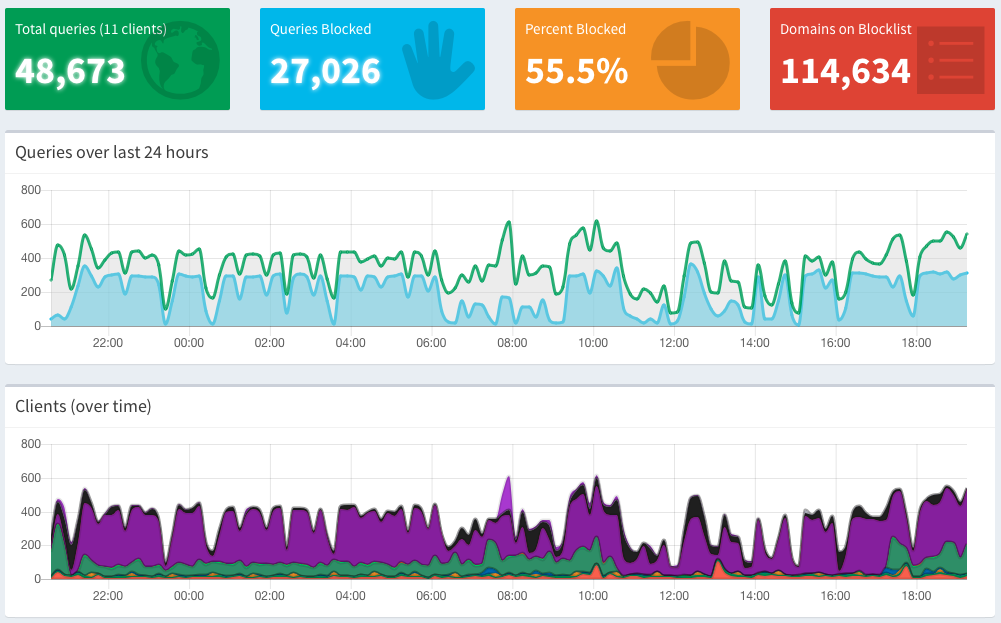 Total queries (11 clients)
48,673
Queries Blocked
27,026
Percent Blocked
55.5%
Domains on Blocklist
114,634
Queries over last 24 hours
800
600
400
200
0
22:00 00:00 02:00 04:00 06:00 08:00 10:00 12:00 14:00 16:00 18:00
Clients (over time)
800
600
400
200
0
22:00 00:00 02:00 04:00 06:00 08:00 10:00 12:00 14:00 16:00 18:00